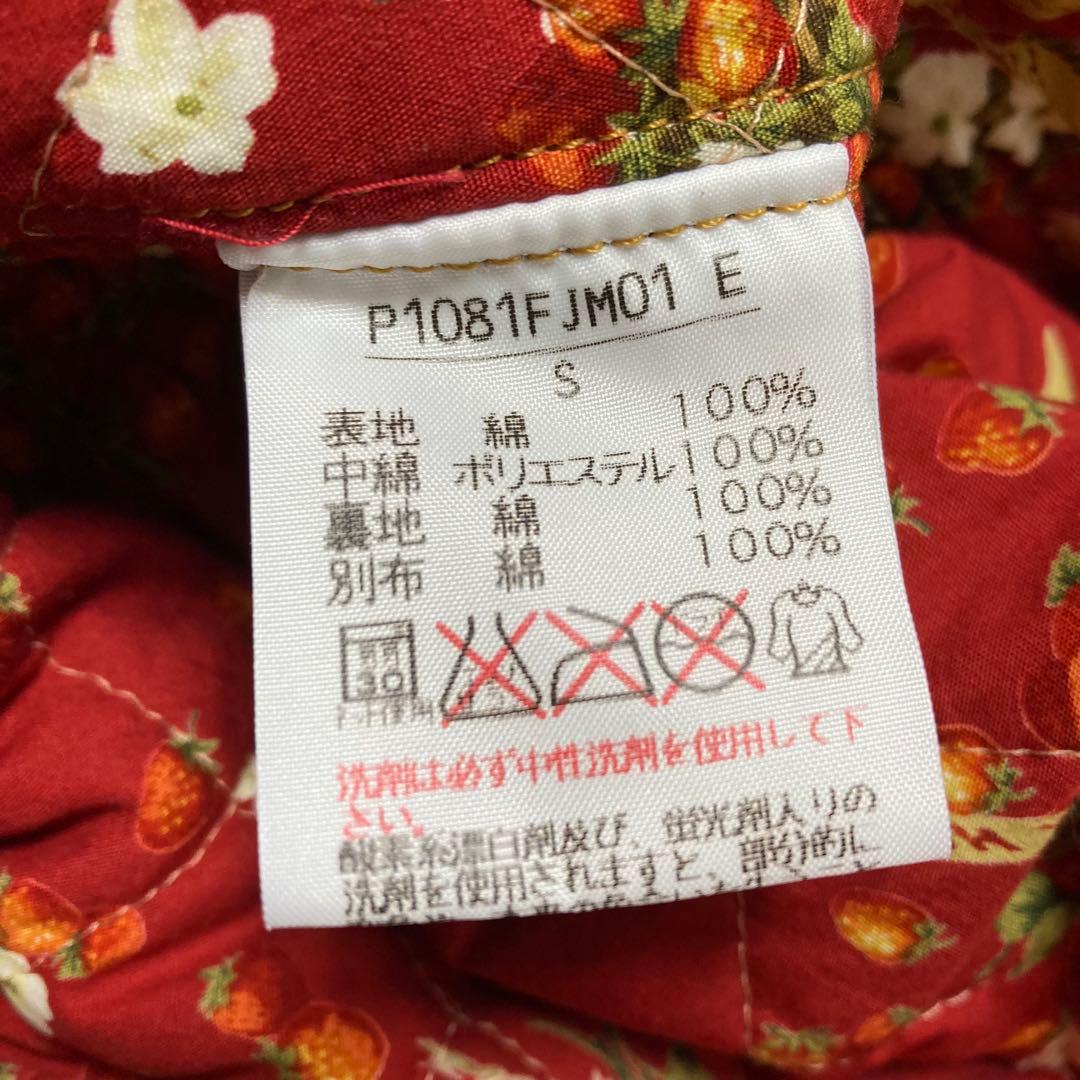 P1081FJM01 E
S
表地 綿 100%
中綿 ポリエステル 100%
裏地 綿 100%
別布 綿 100%
30
洗剤は必ず中性洗剤を使用して下
さい。
酸素系漂白剤及び、蛍光剤入りの
洗剤を使用されますと、部分的に